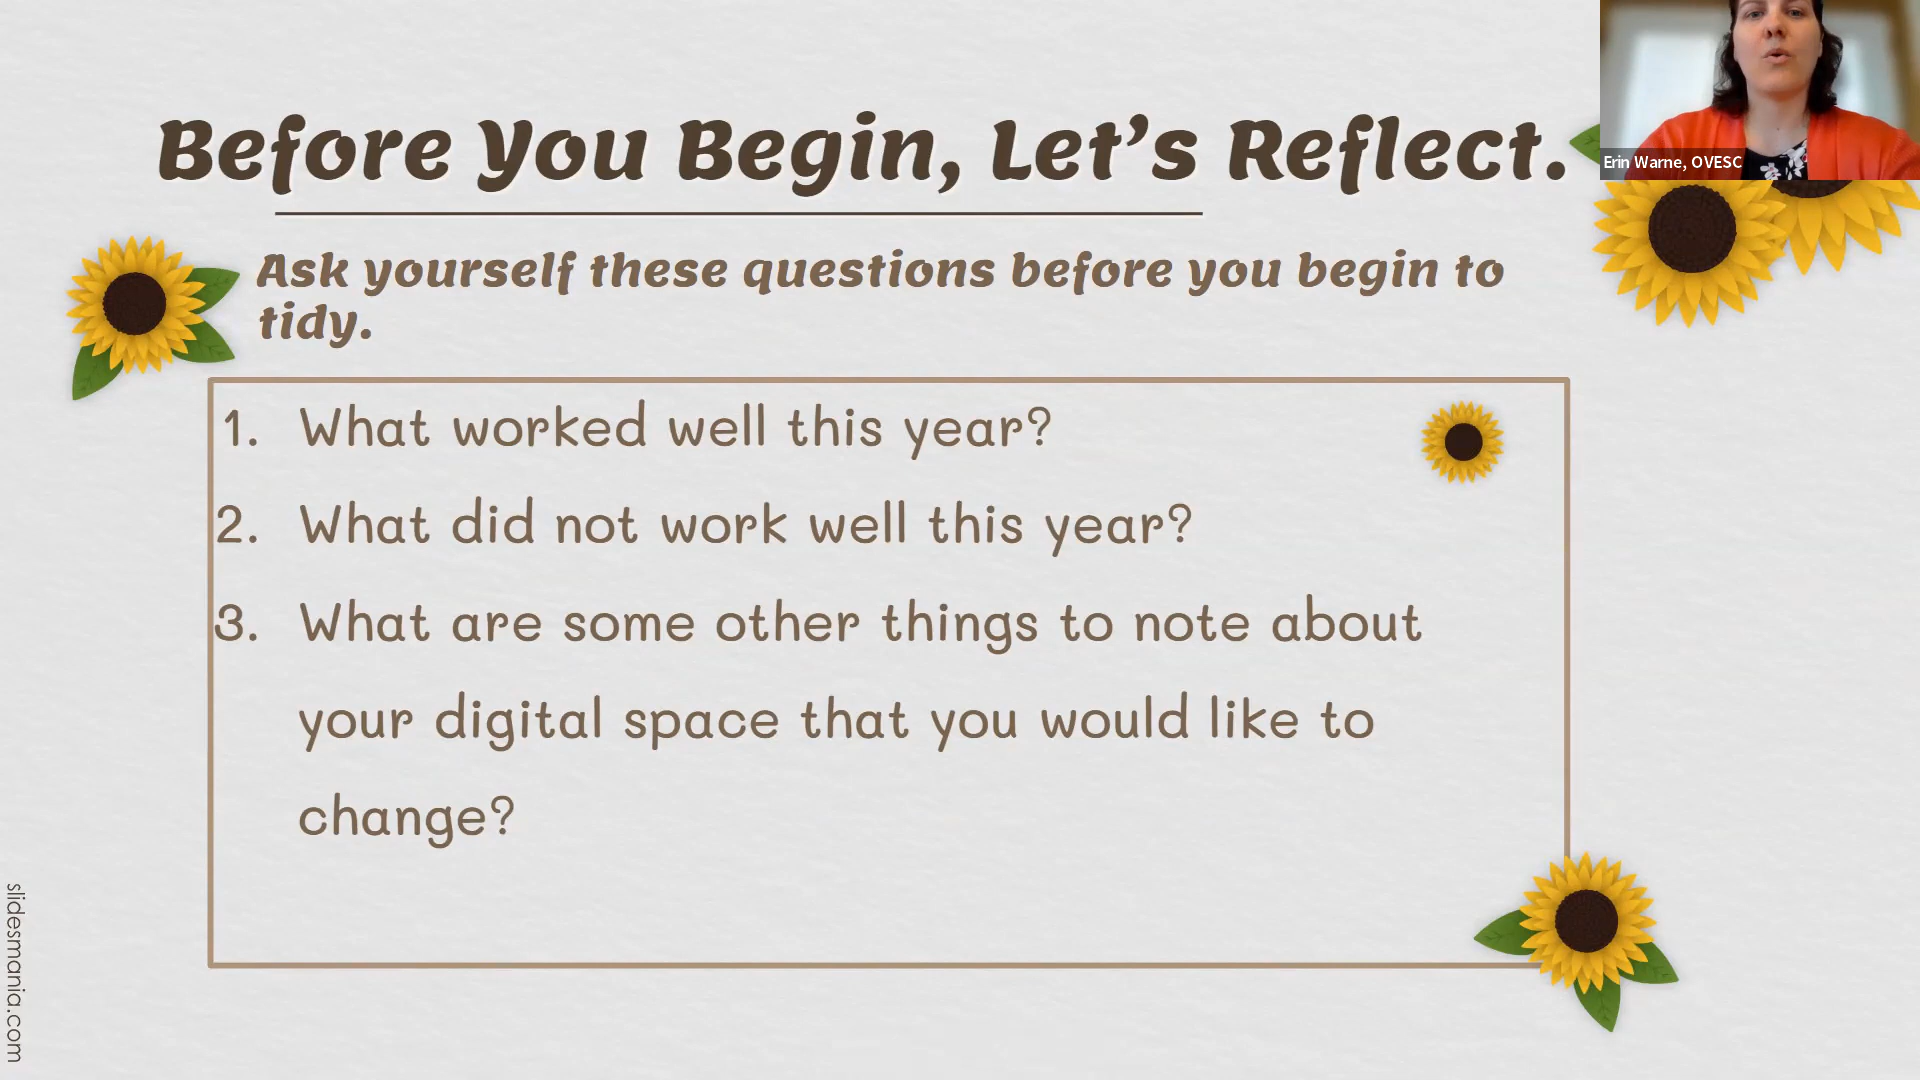 Before You Begin, Let's Reflect.
Erin Warne, OVESC
Ask yourself these questions before you begin to
tidy.
1. What worked well this year?
2. What did not work well this year?
3. What are some other things to note about
your digital space that you would like to
change?
slidesmania.com